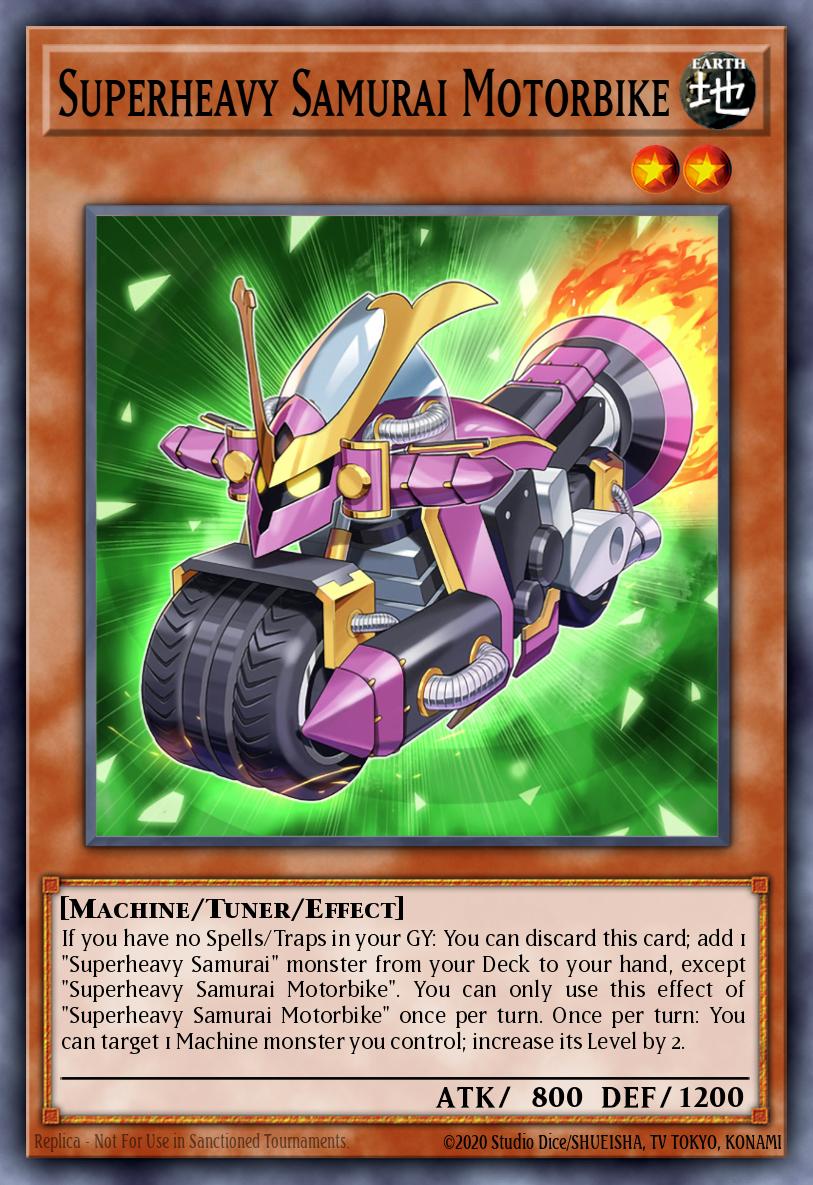 SUPERHEAVY SAMURAI MOTORBIKE
EARTH
地
[MACHINE/TUNER/EFFECT]
If you have no Spells/Traps in your GY: You can discard this card; add 1
"Superheavy Samurai" monster from your Deck to your hand, except
"Superheavy Samurai Motorbike". You can only use this effect of
"Superheavy Samurai Motorbike" once per turn. Once per turn: You
can target 1 Machine monster you control; increase its Level by 2.
ATK/ 800 DEF/1200
Replica - Not For Use in Sanctioned Tournaments.
©2020 Studio Dice/SHUEISHA, TV TOKYO, KONAMI